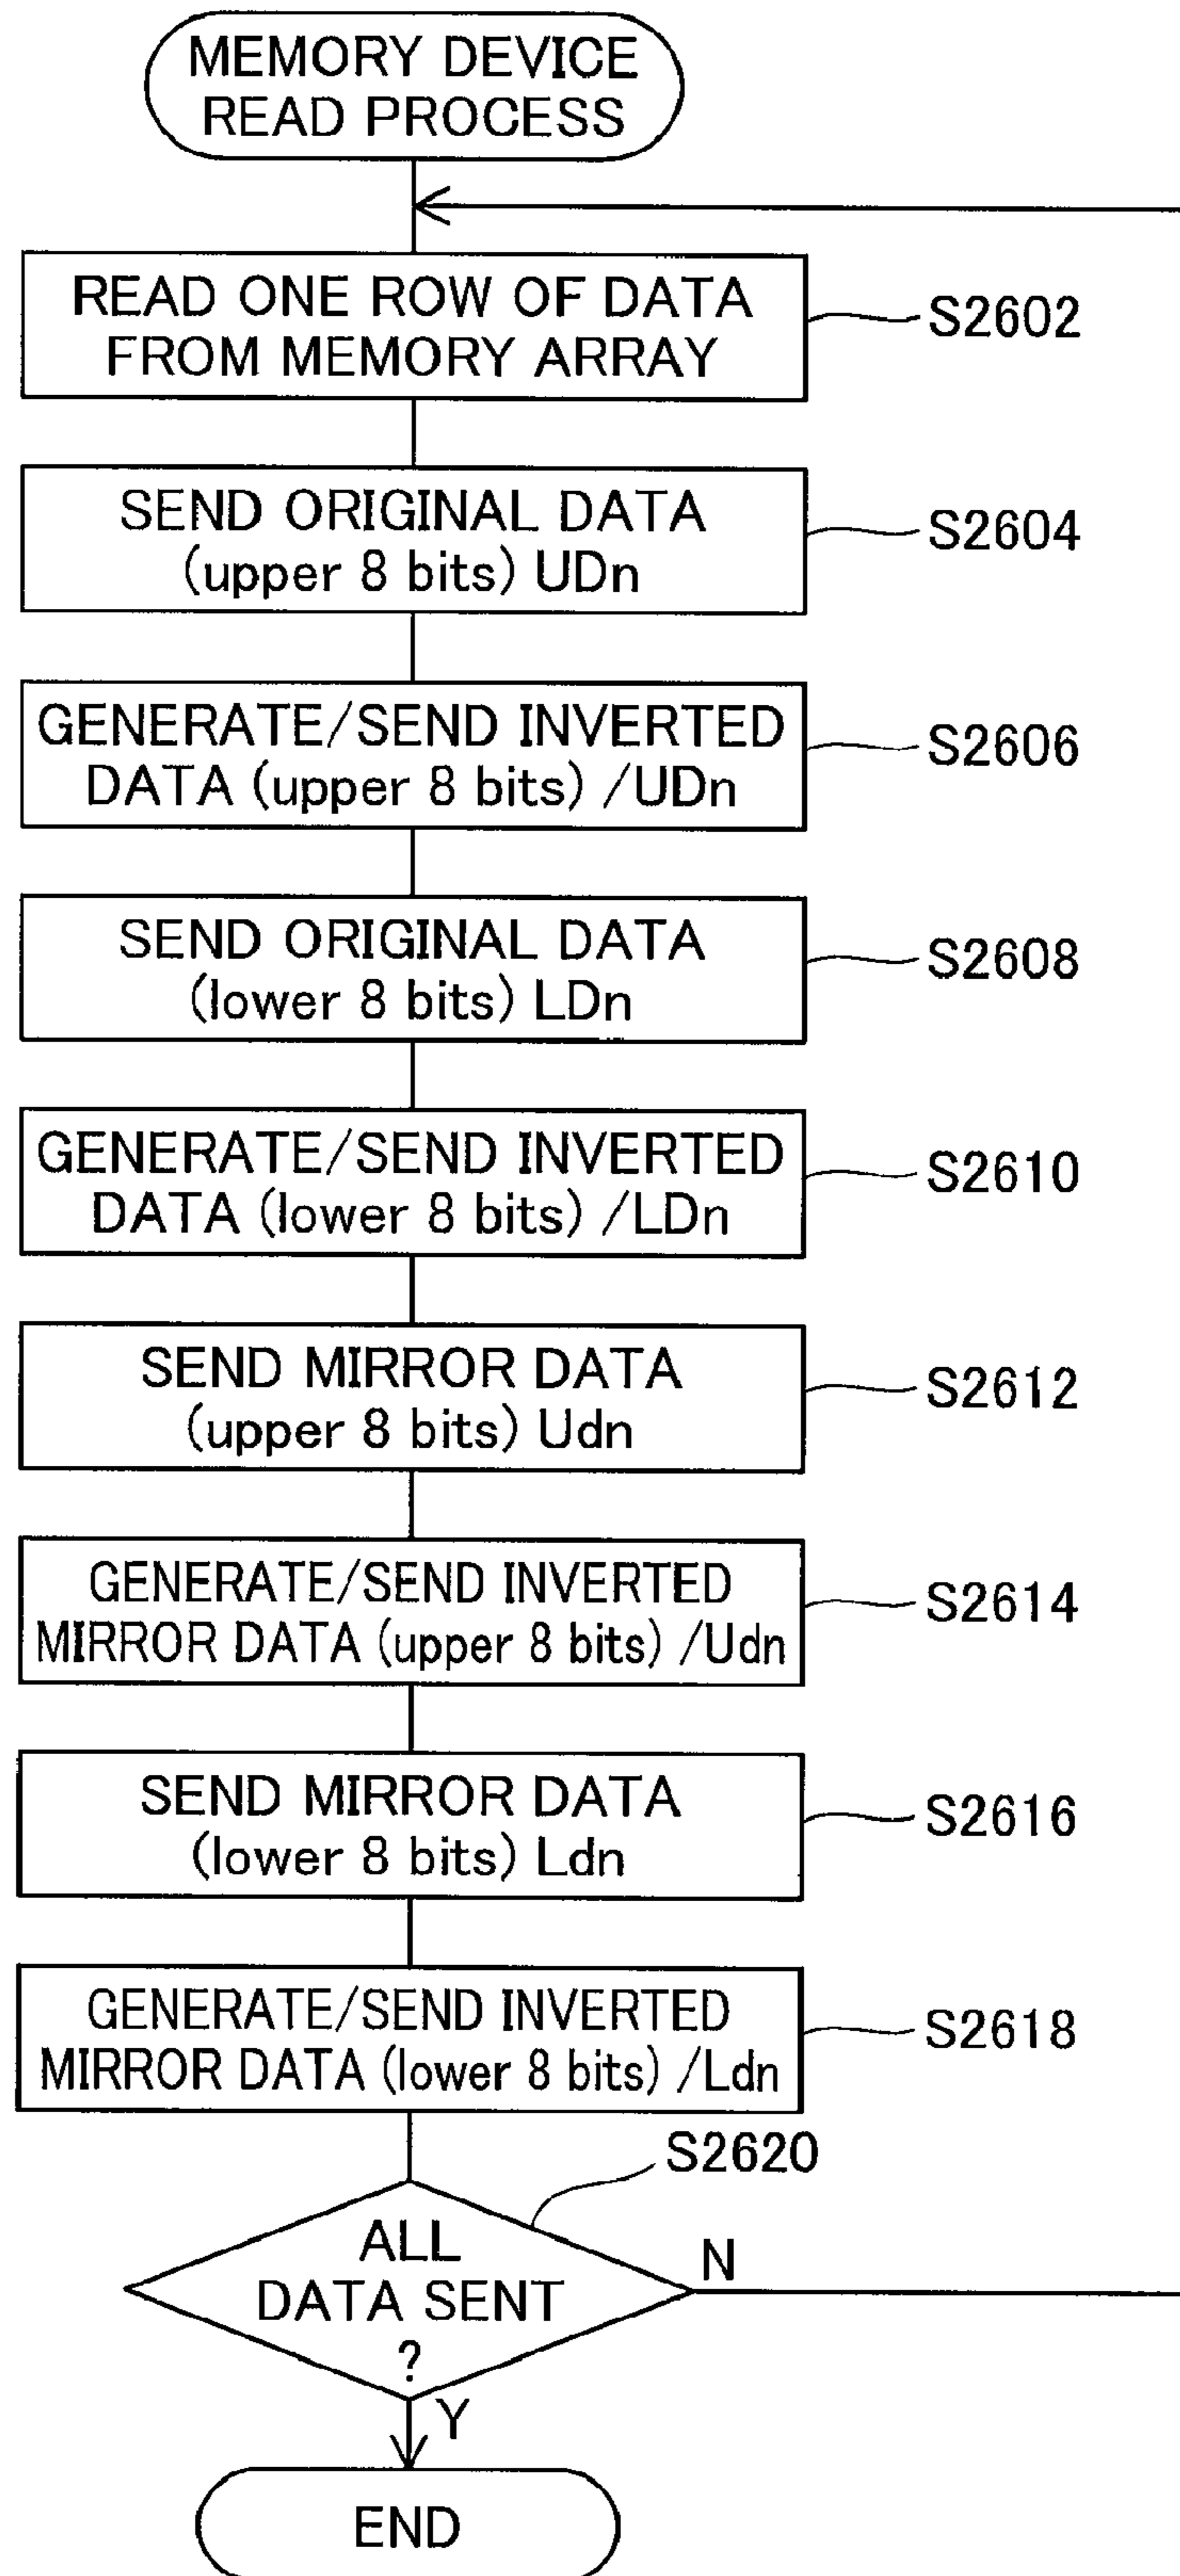 MEMORY DEVICE
READ PROCESS
READ ONE ROW OF DATA
FROM MEMORY ARRAY
S2602
SEND ORIGINAL DATA
(upper 8 bits) UDn
S2604
GENERATE/SEND INVERTED
DATA (upper 8 bits) /UDn
S2606
SEND ORIGINAL DATA
(lower 8 bits) LDn
S2608
GENERATE/SEND INVERTED
DATA (lower 8 bits) /LDn
S2610
SEND MIRROR DATA
(upper 8 bits) Udn
S2612
GENERATE/SEND INVERTED
MIRROR DATA (upper 8 bits) /Udn
S2614
SEND MIRROR DATA
(lower 8 bits) Ldn
S2616
GENERATE/SEND INVERTED
MIRROR DATA (lower 8 bits) /Ldn
S2618
S2620
ALL
DATA SENT
?
N
Y
END